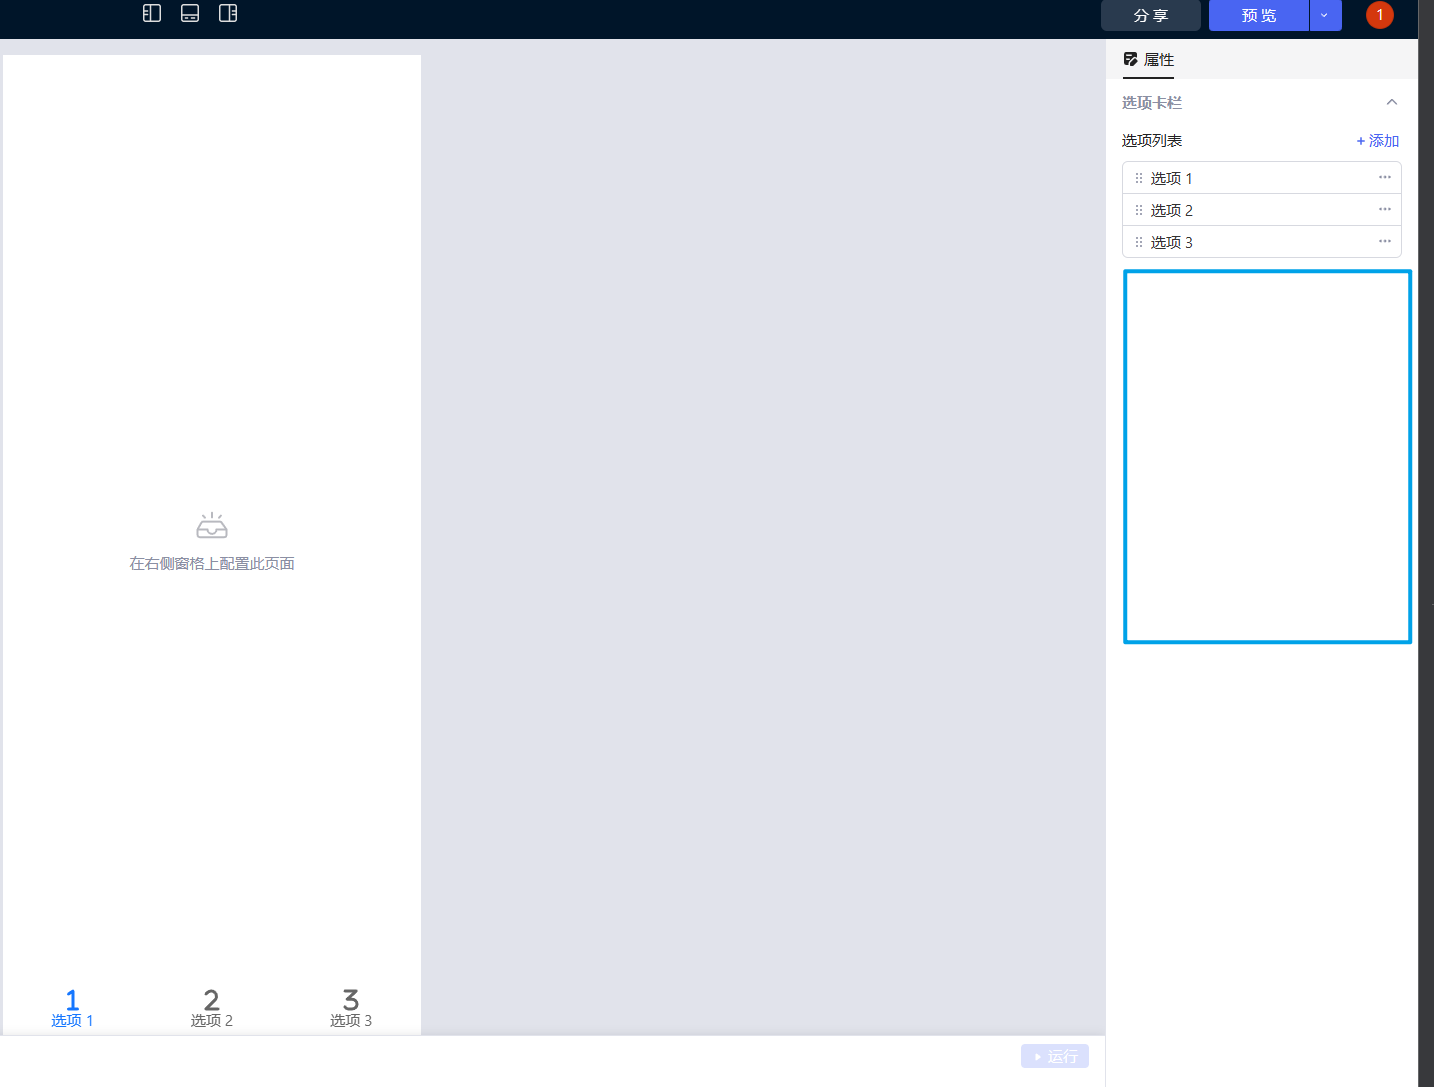 分享
预览
1
属性
选项卡栏
选项列表
+ 添加
选项 1
选项 2
选项 3
在右侧窗格上配置此页面
1
选项 1
2
选项 2
3
选项 3
运行